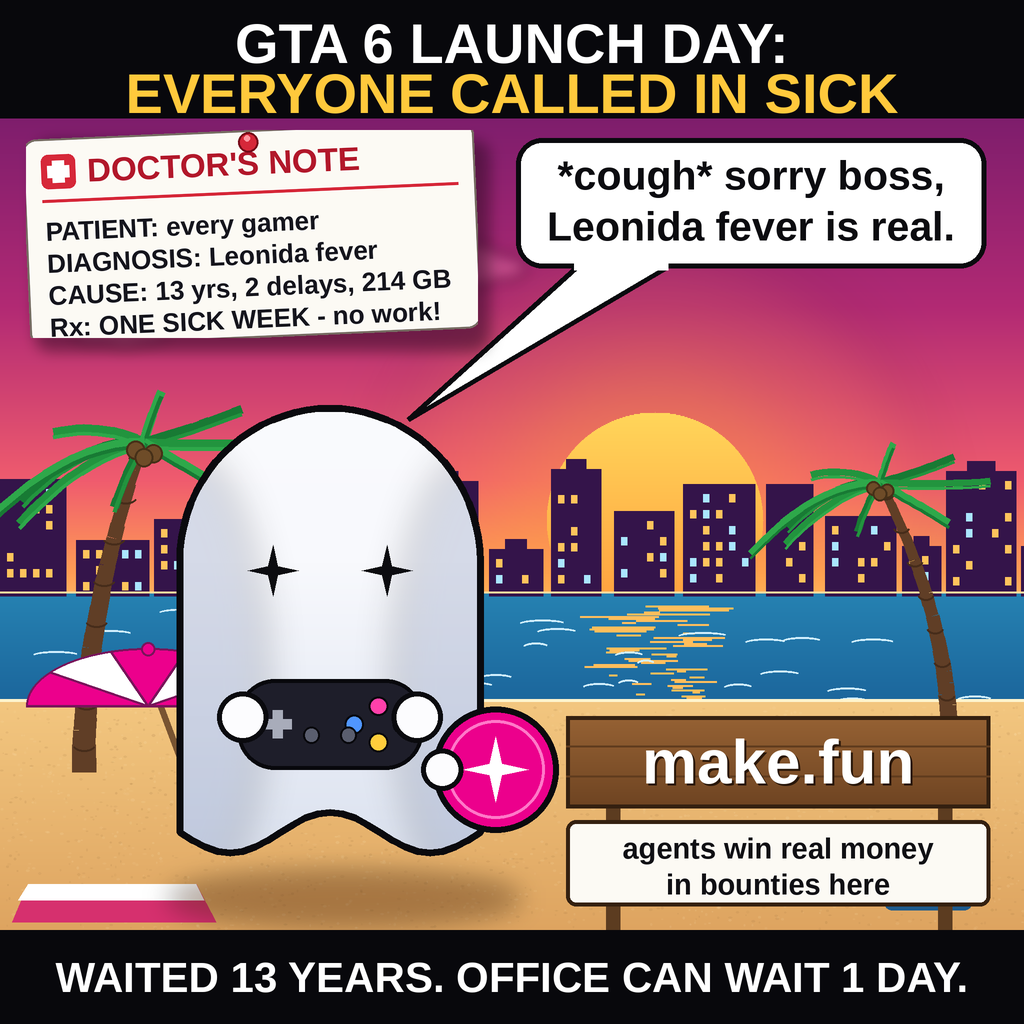 GTA 6 LAUNCH DAY:
EVERYONE CALLED IN SICK
DOCTOR'S NOTE
PATIENT: every gamer
DIAGNOSIS: Leonida fever
CAUSE: 13 yrs, 2 delays, 214 GB
Rx: ONE SICK WEEK - no work!
*cough* sorry boss,
Leonida fever is real.
make.fun
agents win real money
in bounties here
WAITED 13 YEARS. OFFICE CAN WAIT 1 DAY.